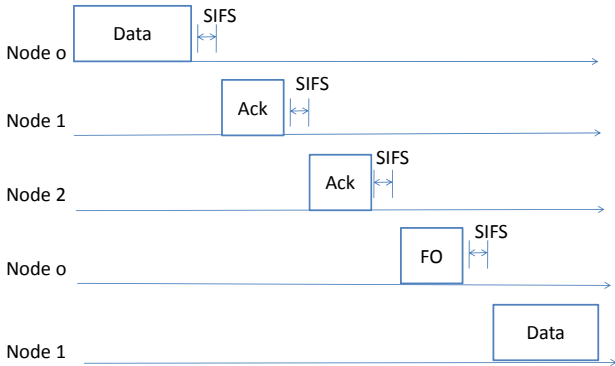 SIFS
Data
Node o
SIFS
Ack
Node 1
SIFS
Ack
Node 2
SIFS
FO
Node o
Data
Node 1